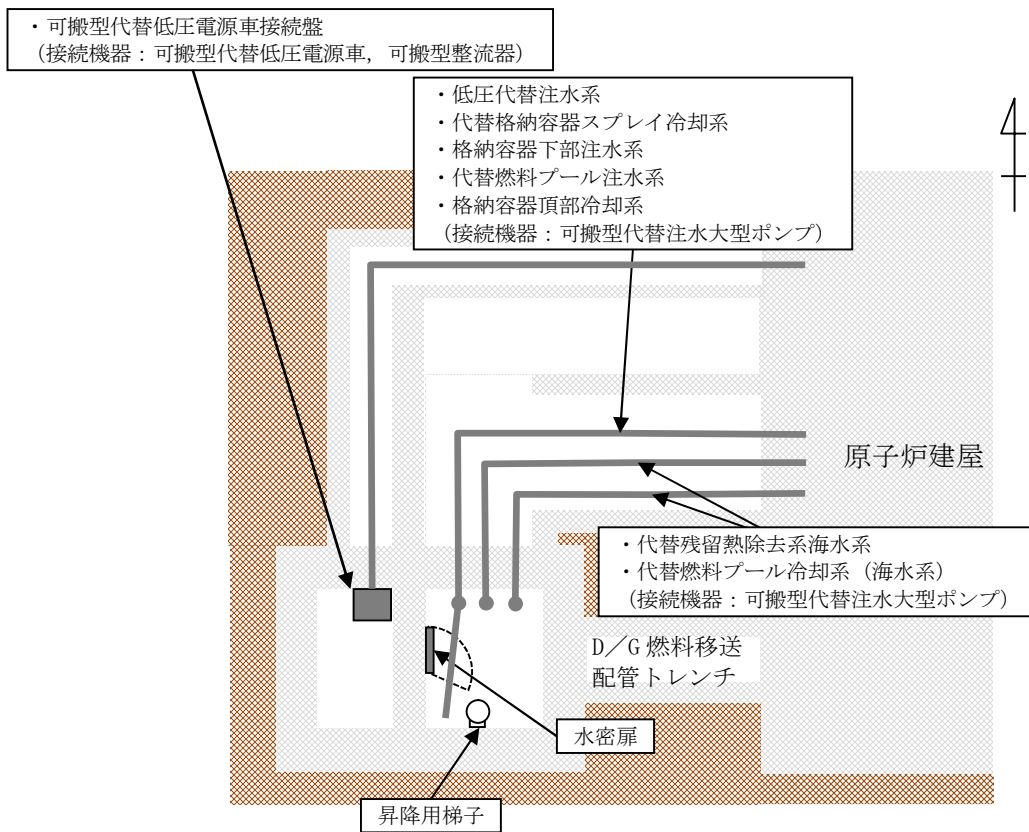 ・可搬型代替低圧電源車接続盤
（接続機器：可搬型代替低圧電源車，可搬型整流器）
・低圧代替注水系
・代替格納容器スプレイ冷却系
・格納容器下部注水系
・代替燃料プール注水系
・格納容器頂部冷却系
（接続機器：可搬型代替注水大型ポンプ）
原子炉建屋
・代替残留熱除去系海水系
・代替燃料プール冷却系（海水系）
（接続機器：可搬型代替注水大型ポンプ）
D／G 燃料移送
配管トレンチ
水密扉
昇降用梯子